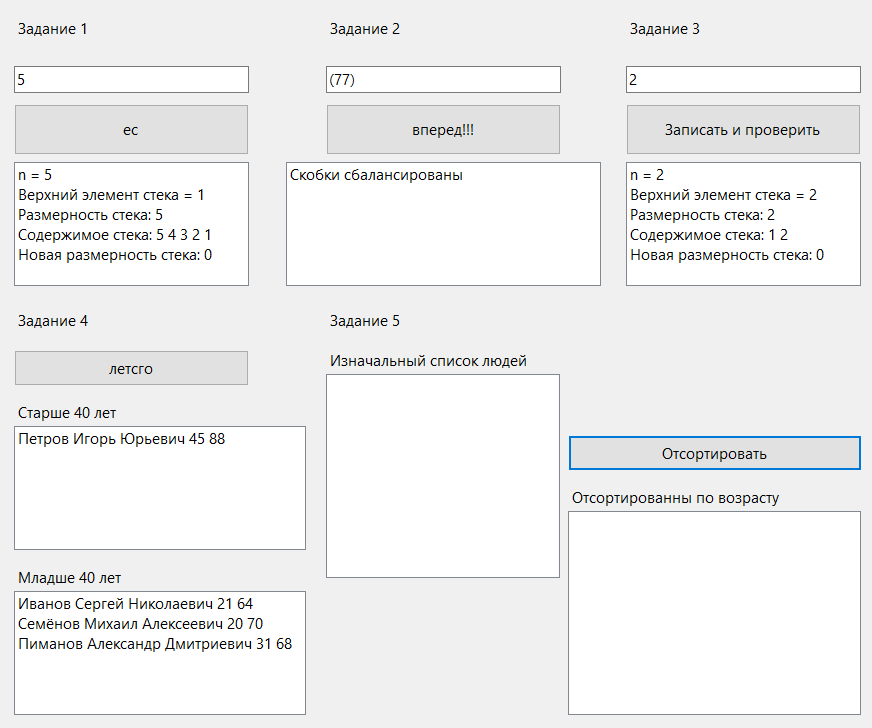 Задание 1
5
ес
n = 5
Верхний элемент стека = 1
Размерность стека: 5
Содержимое стека: 5 4 3 2 1
Новая размерность стека: 0
Задание 2
(77)
вперед!!!
Скобки сбалансированы
Задание 3
2
Записать и проверить
n = 2
Верхний элемент стека = 2
Размерность стека: 2
Содержимое стека: 1 2
Новая размерность стека: 0
Задание 4
летсго
Старше 40 лет
Петров Игорь Юрьевич 45 88
Младше 40 лет
Иванов Сергей Николаевич 21 64
Семёнов Михаил Алексеевич 20 70
Пиманов Александр Дмитриевич 31 68
Задание 5
Изначальный список людей
Отсортировать
Отсортированны по возрасту